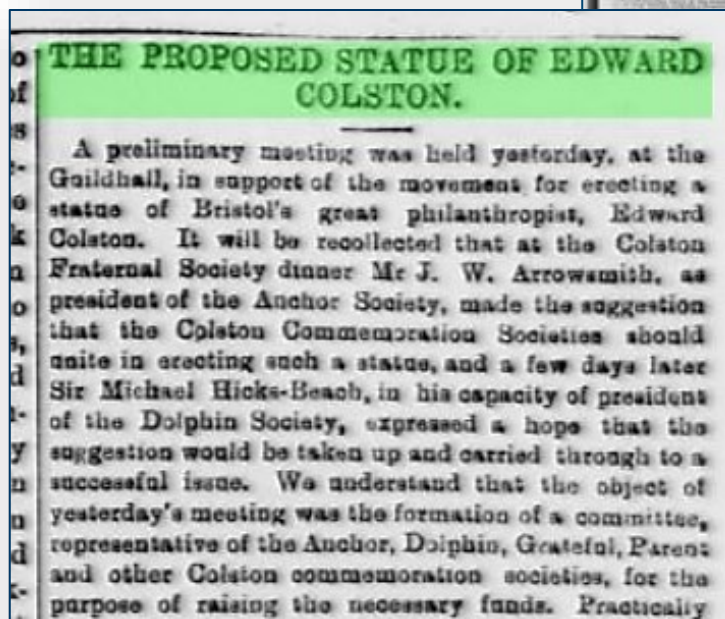 THE PROPOSED STATUE OF EDWARD
COLSTON.
A preliminary meeting was held yesterday, at the
Guildhall, in support of the movement for erecting a
statue of Bristol's great philanthropist, Edward
Colston. It will be recollected that at the Colston
Fraternal Society dinner Mr J. W. Arrowsmith, as
president of the Anchor Society, made the suggestion
that the Colston Commemoration Societies should
unite in erecting such a statue, and a few days later
Sir Michael Hicks-Beach, in his capacity of president
of the Dolphin Society, expressed a hope that the
suggestion would be taken up and carried through to a
successful issue. We understand that the object of
yesterday's meeting was the formation of a committee,
representative of the Anchor, Dolphin, Grateful, Parent
and other Colston commemoration societies, for the
purpose of raising the necessary funds. Practically